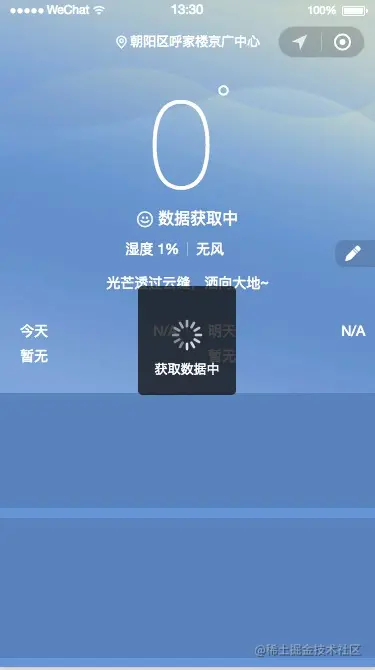 WeChat 13:30 100%
朝阳区呼家楼京广中心
0°
数据获取中
湿度 1% 无风
光芒透过云缝，洒向大地~
今天 N/A 明天 N/A
暂无 暂无
获取数据中
@稀土掘金技术社区